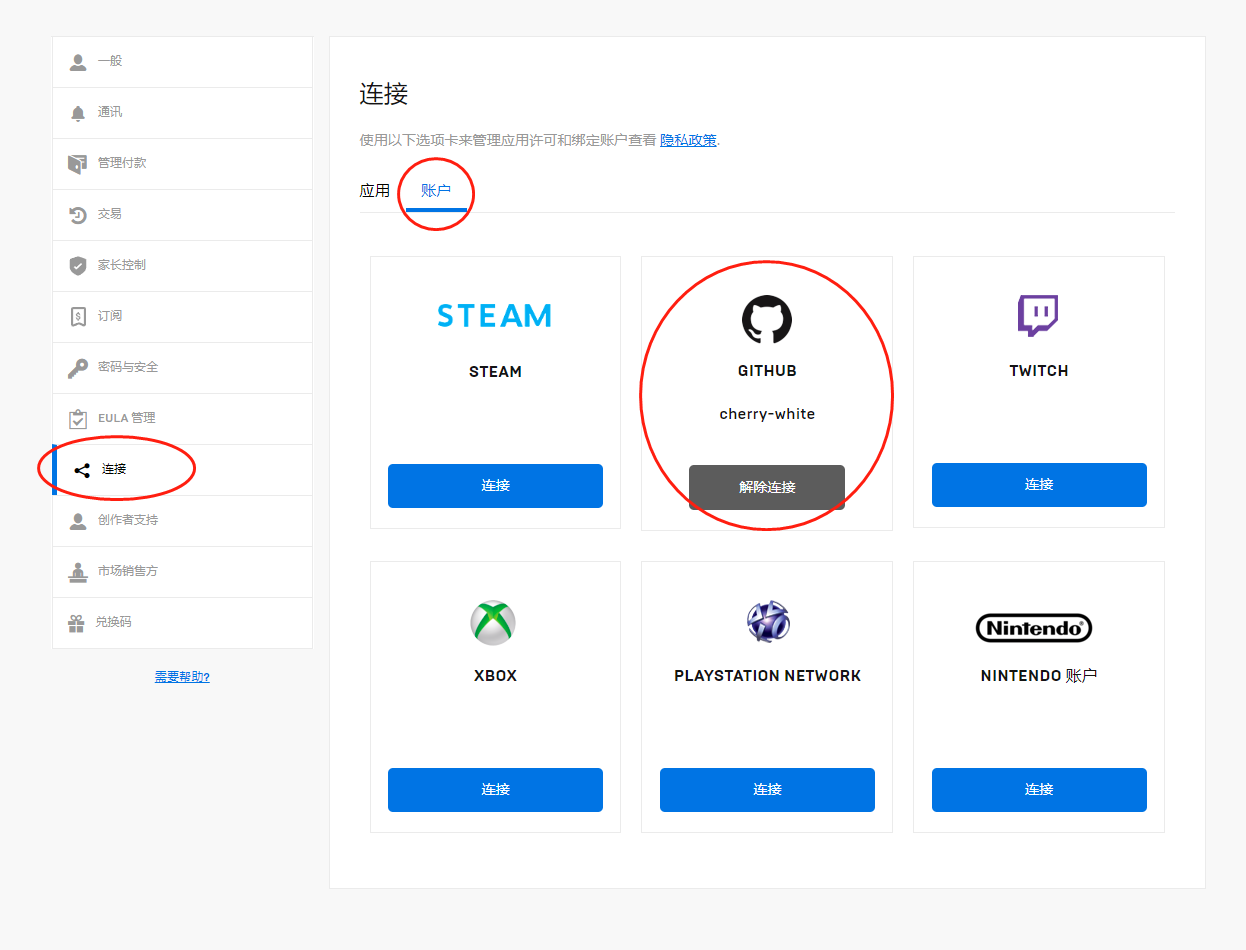 一般
通讯
管理付款
交易
家长控制
订阅
密码与安全
EULA 管理
连接
创作者支持
市场销售方
兑换码
需要帮助?
连接
使用以下选项卡来管理应用许可和绑定账户查看 隐私政策.
应用 账户
STEAM
STEAM
连接
GITHUB
cherry-white
解除连接
TWITCH
连接
XBOX
连接
PLAYSTATION NETWORK
连接
Nintendo®
NINTENDO 账户
连接